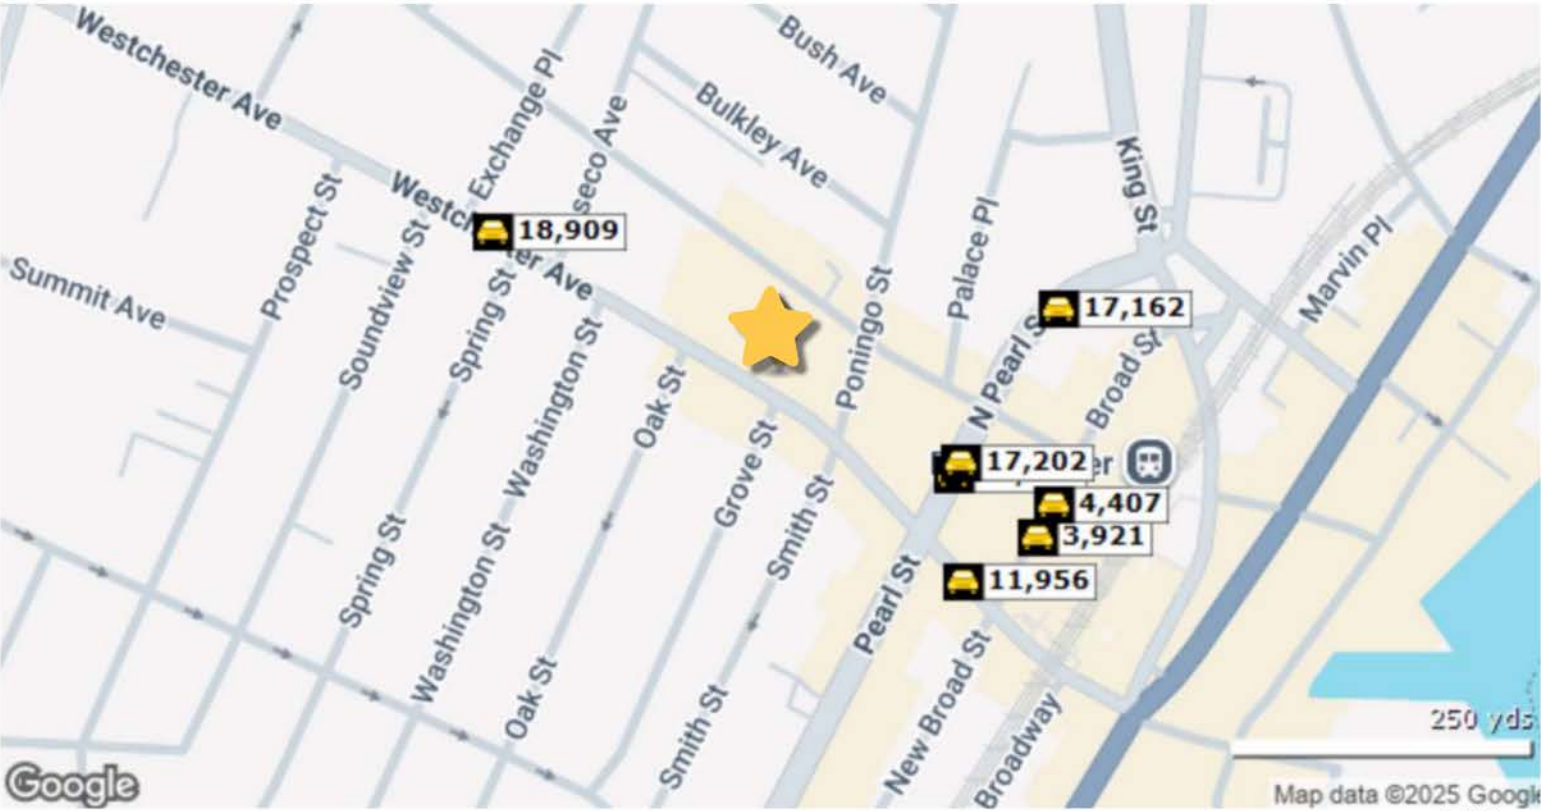 Westchester Ave
Exchange Pl
seco Ave
Bush Ave
Bulkley Ave
King St
Palace Pl
Marvin Pl
Summit Ave
Prospect St
Soundview St
Westc
18,909
ter Ave
Spring St
Washington St
Oak St
Poningo St
17,162
N Pearl S
Broad St
Grove St
Smith St
17,202
er
4,407
3,921
11,956
Spring St
Washington St
Oak St
Smith St
Pearl St
New Broad St
Broadway
250 yds
Google
Map data ©2025 Google